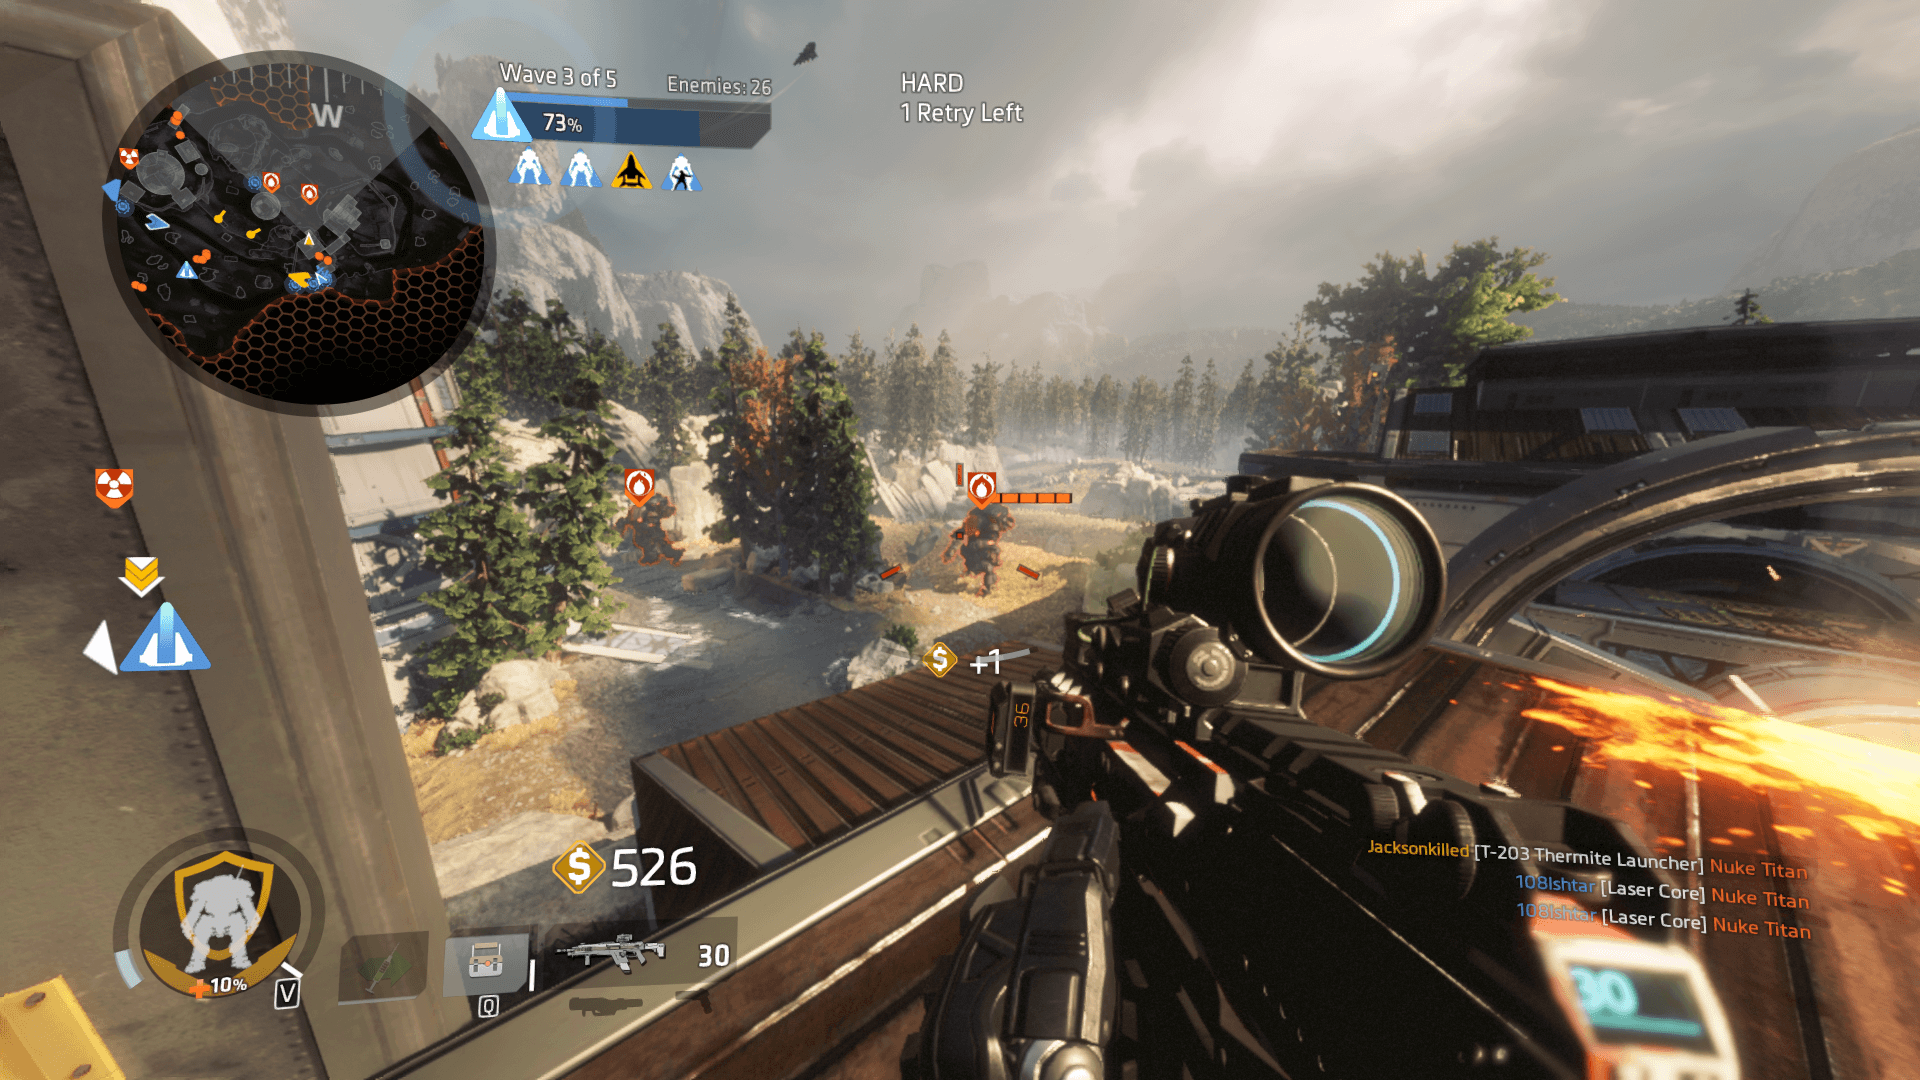 W
Wave 3 of 5
Enemies: 26
73%
HARD
1 Retry Left
$ +1
36
$ 526
10%
V
Q
30
Jacksonkilled [T-203 Thermite Launcher] Nuke Titan
108Ishtar [Laser Core] Nuke Titan
108Ishtar [Laser Core] Nuke Titan
30